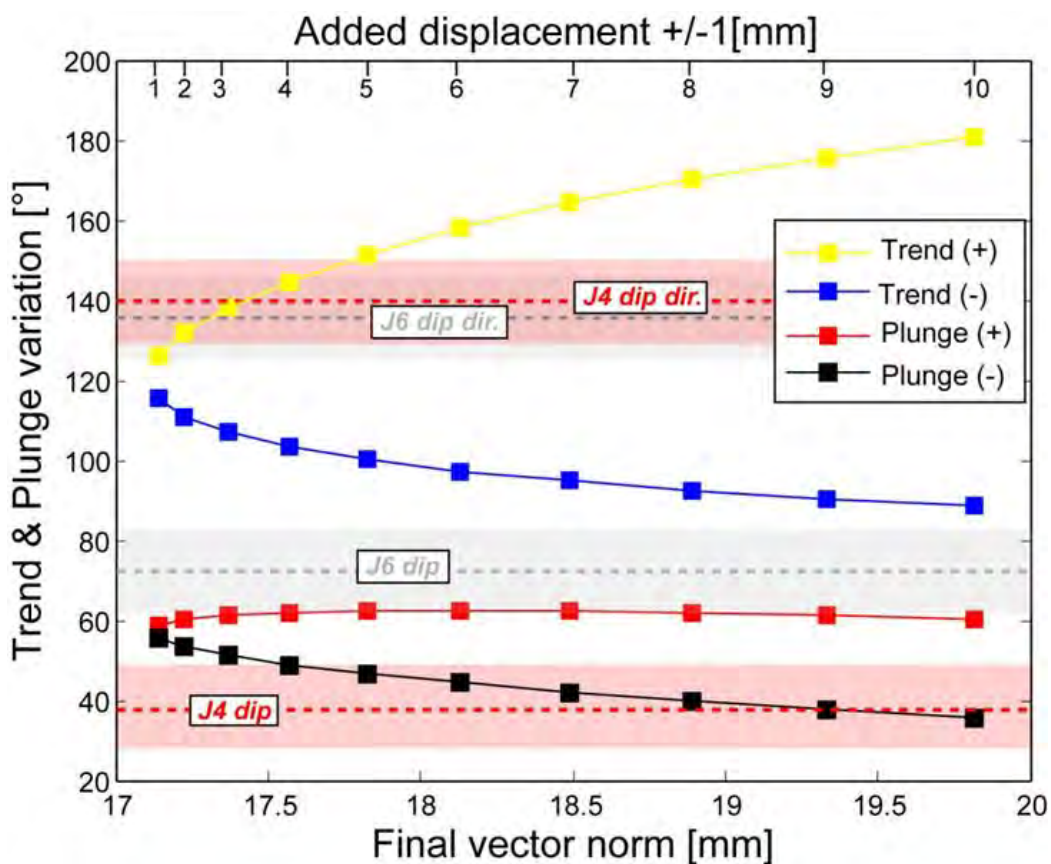 Added displacement +/-1[mm]
1 2 3 4 5 6 7 8 9 10
200
180
160
140
120
100
80
60
40
20
Trend & Plunge variation [°]
J4 dip dir.
J6 dip dir.
Trend (+)
Trend (-)
Plunge (+)
Plunge (-)
J6 dip
J4 dip
17 17.5 18 18.5 19 19.5 20
Final vector norm [mm]